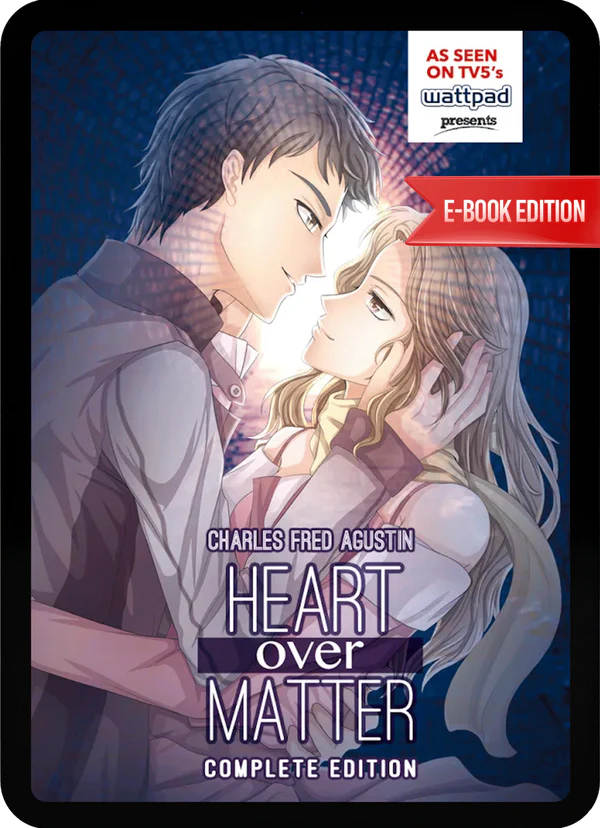 AS SEEN
ON TV5's
wattpad
presents
E-BOOK EDITION
CHARLES FRED AGUSTIN
HEART
over
MATTER
COMPLETE EDITION